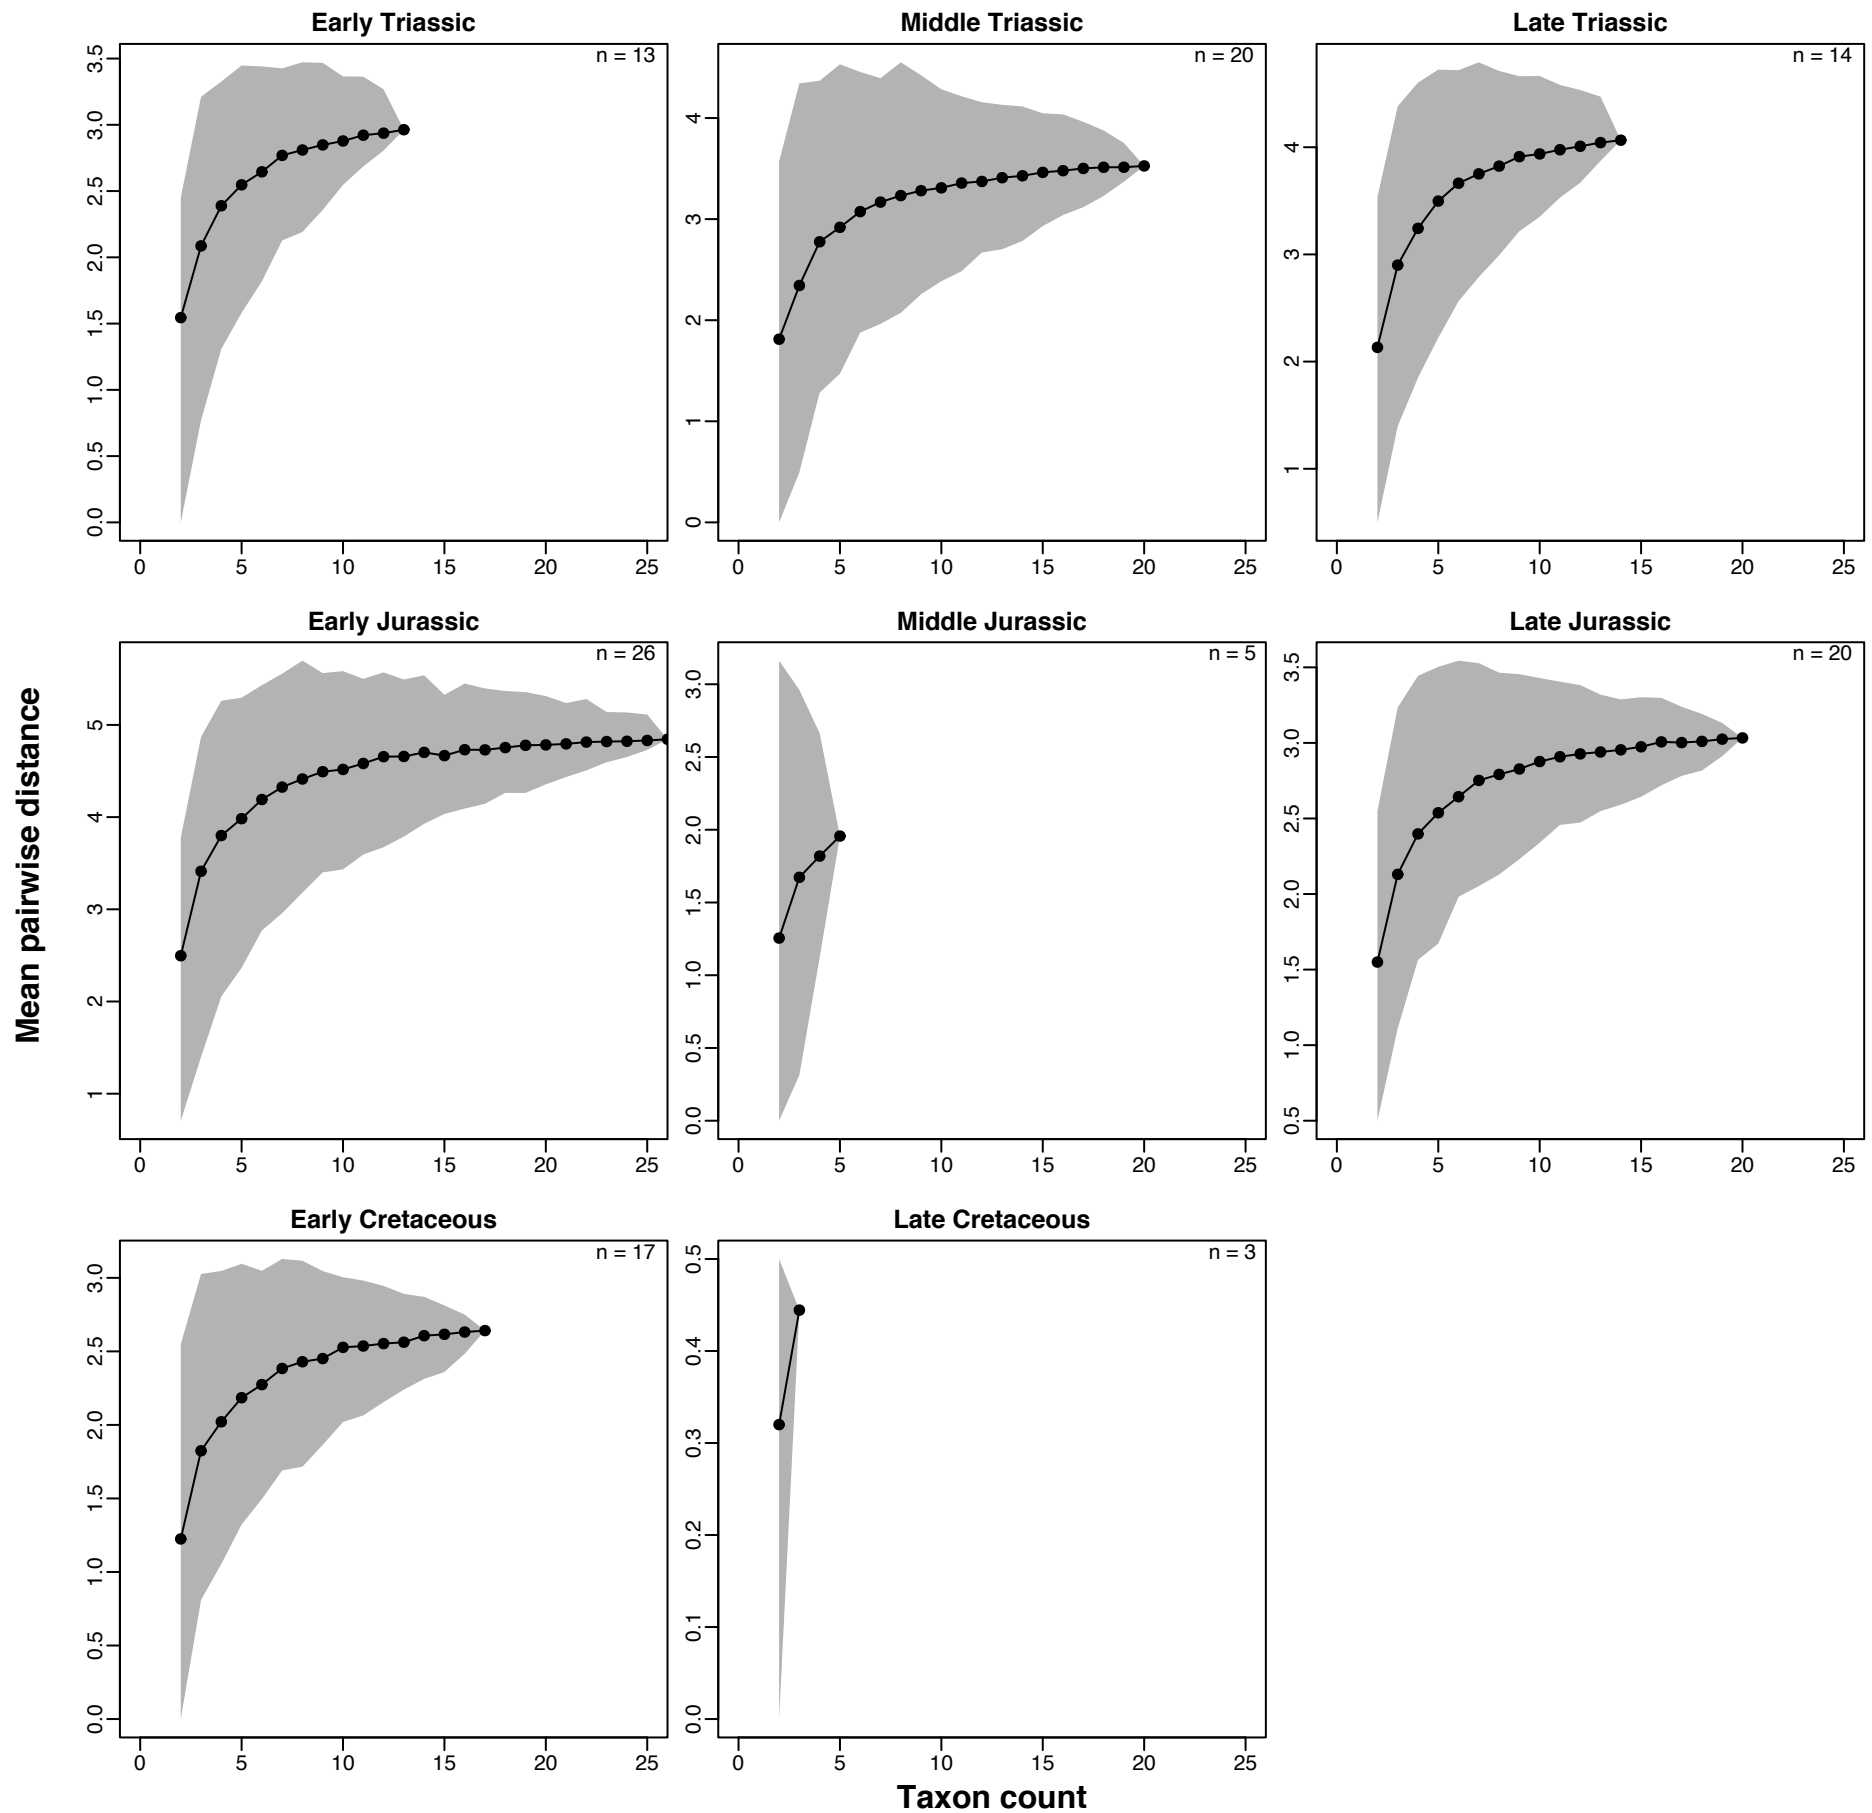 Early Triassic
n = 13
0.0 0.5 1.0 1.5 2.0 2.5 3.0 3.5
0 5 10 15 20 25
Middle Triassic
n = 20
0 1 2 3 4
0 5 10 15 20 25
Late Triassic
n = 14
1 2 3 4
0 5 10 15 20 25
Mean pairwise distance
Early Jurassic
n = 26
1 2 3 4 5
0 5 10 15 20 25
Middle Jurassic
n = 5
0.0 0.5 1.0 1.5 2.0 2.5 3.0
0 5 10 15 20 25
Late Jurassic
n = 20
0.5 1.0 1.5 2.0 2.5 3.0 3.5
0 5 10 15 20 25
Early Cretaceous
n = 17
0.0 0.5 1.0 1.5 2.0 2.5 3.0
0 5 10 15 20 25
Late Cretaceous
n = 3
0.0 0.1 0.2 0.3 0.4 0.5
0 5 10 15 20 25
Taxon count